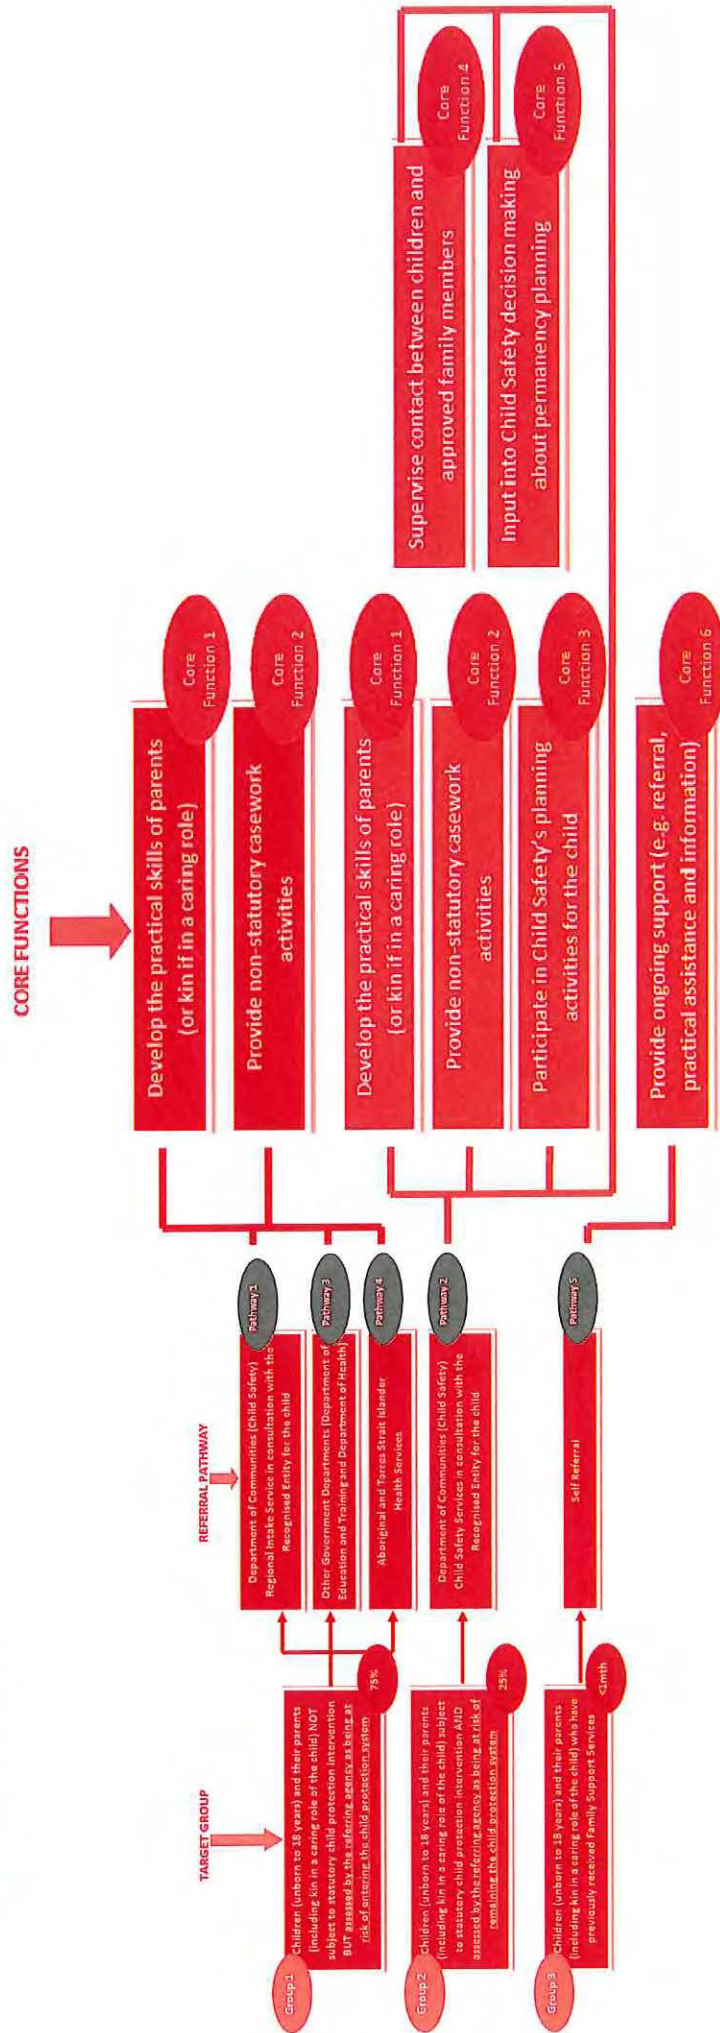 TARGET GROUP
Group 1
Children (unborn to 18 years) and their parents
(including kin in a caring role of the child) NOT
subject to statutory child protection intervention
BUT assessed by the referring agency as being at
risk of entering the child protection system
75%
Group 2
Children (unborn to 18 years) and their parents
(including kin in a caring role of the child) subject
to statutory child protection intervention AND
assessed by the referring agency as being at risk of
remaining the child protection system
25%
Group 3
Children (unborn to 18 years) and their parents
(including kin in a caring role of the child) who have
previously received Family Support Services
<1mth
REFERRAL PATHWAY
Department of Communities (Child Safety)
Regional Intake Service in consultation with the
Recognised Entity for the child
Pathway 1
Other Government Departments (Department of
Education and Training and Department of Health)
Pathway 3
Aboriginal and Torres Strait Islander
Health Services
Pathway 4
Department of Communities (Child Safety)
Child Safety Services in consultation with the
Recognised Entity for the child
Pathway 2
Self Referral
Pathway 5
CORE FUNCTIONS
Develop the practical skills of parents
(or kin if in a caring role)
Core
Function 1
Provide non-statutory casework
activities
Core
Function 2
Develop the practical skills of parents
(or kin if in a caring role)
Core
Function 1
Provide non-statutory casework
activities
Core
Function 2
Participate in Child Safety's planning
activities for the child
Core
Function 3
Provide ongoing support (e.g. referral,
practical assistance and information)
Core
Function 6
Supervise contact between children and
approved family members
Core
Function 4
Input into Child Safety decision making
about permanency planning
Core
Function 5